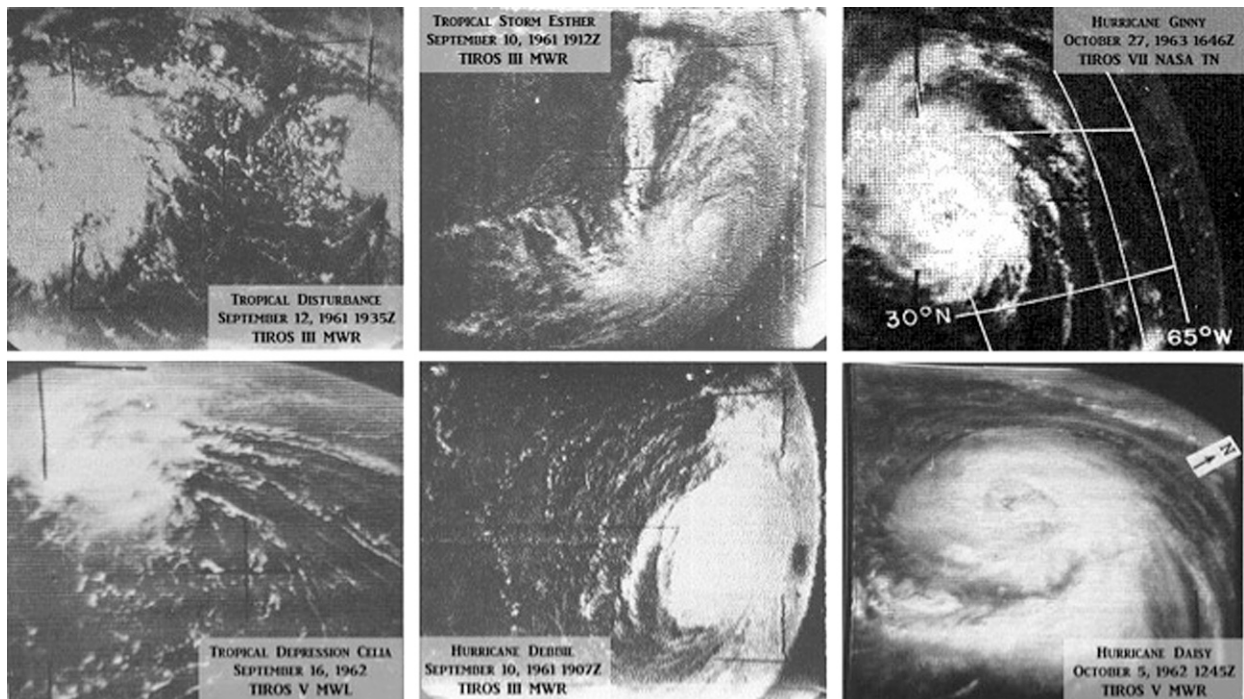 Tropical Disturbance
September 12, 1961 1935Z
TIROS III MWR
Tropical Storm Esther
September 10, 1961 1912Z
TIROS III MWR
Hurricane Ginny
October 27, 1963 1646Z
TIROS VII NASA TN
30°N
65°W
Tropical Depression Celia
September 16, 1962
TIROS V MWL
Hurricane Debbie
September 10, 1961 1907Z
TIROS III MWR
N
Hurricane Daisy
October 5, 1962 1245Z
TIROS V MWR